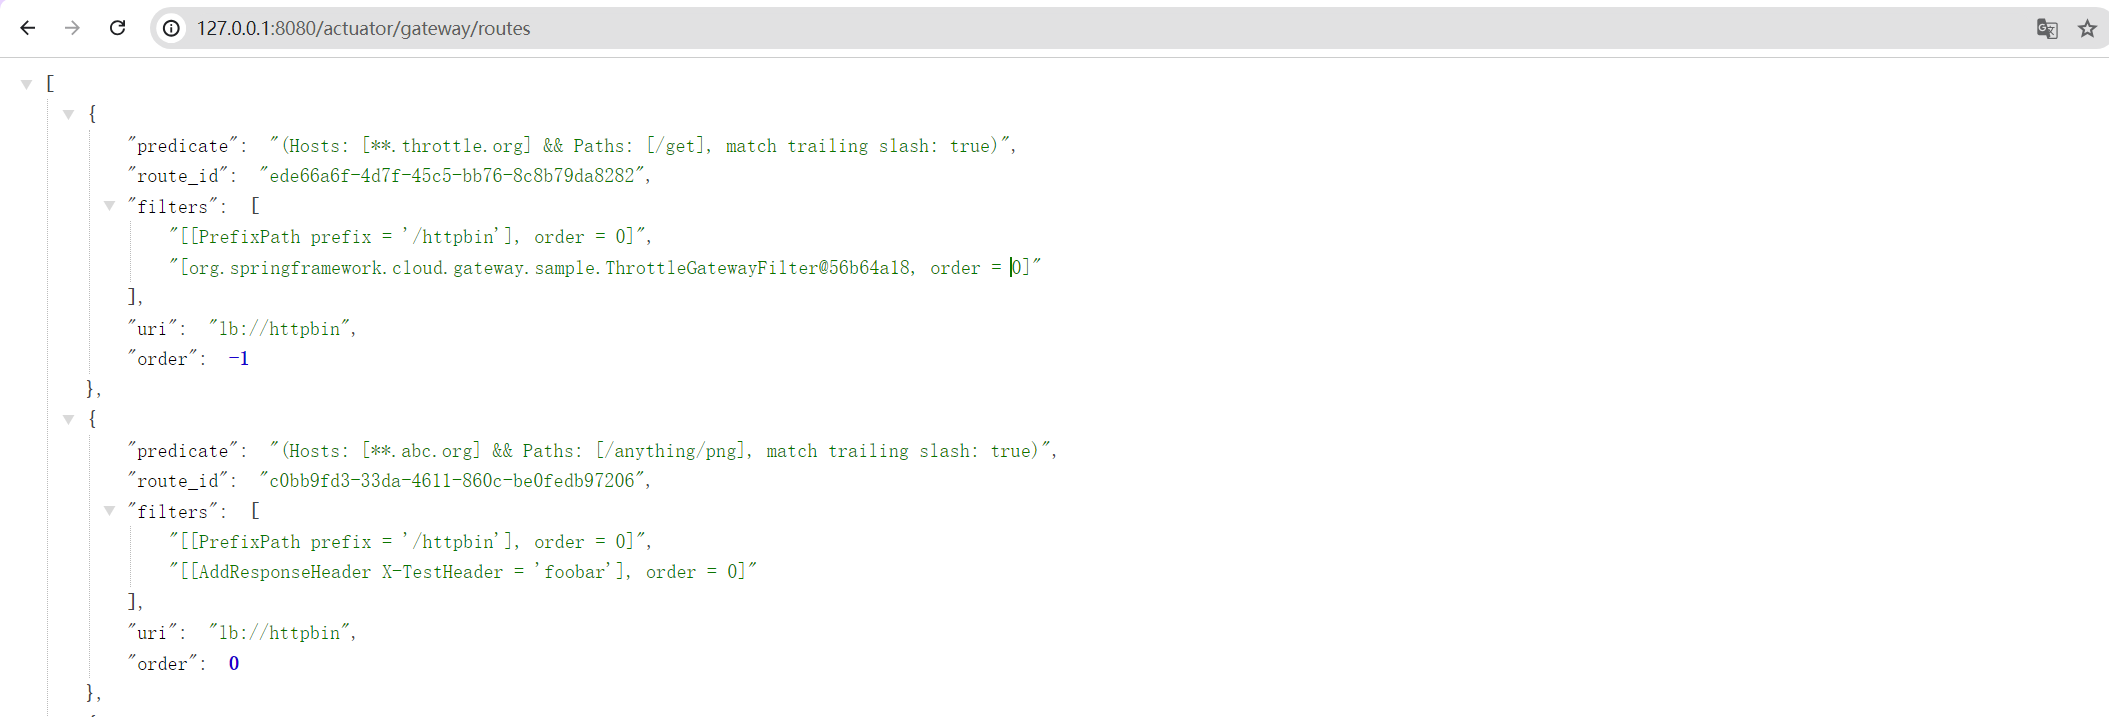 127.0.0.1:8080/actuator/gateway/routes
[
{
"predicate": "(Hosts: [**.throttle.org] && Paths: [/get], match trailing slash: true)",
"route_id": "ede66a6f-4d7f-45c5-bb76-8c8b79da8282",
"filters": [
"[[PrefixPath prefix = '/httpbin'], order = 0]",
"[org.springframework.cloud.gateway.sample.ThrottleGatewayFilter@56b64a18, order = 0]"
],
"uri": "lb://httpbin",
"order": -1
},
{
"predicate": "(Hosts: [**.abc.org] && Paths: [/anything/png], match trailing slash: true)",
"route_id": "c0bb9fd3-33da-4611-860c-be0fedb97206",
"filters": [
"[[PrefixPath prefix = '/httpbin'], order = 0]",
"[[AddResponseHeader X-TestHeader = 'foobar'], order = 0]"
],
"uri": "lb://httpbin",
"order": 0
},
{